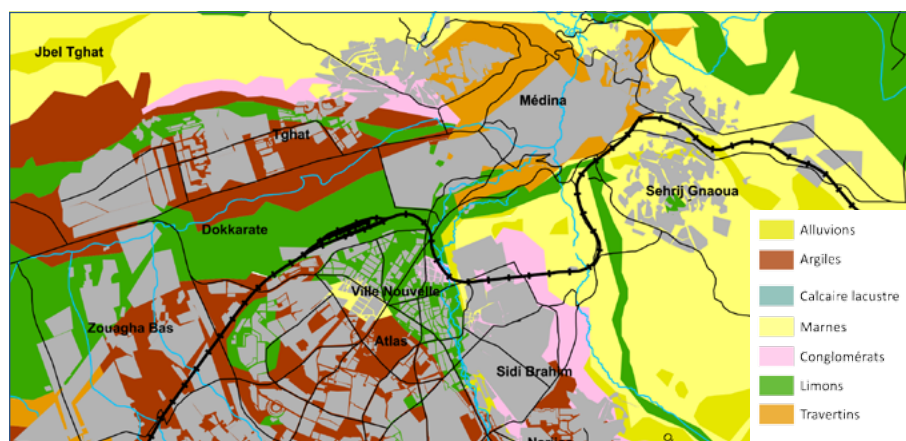 Jbel Tghat
Médina
Tghat
Sehrij Gnaoua
Dokkarate
Ville Nouvelle
Zouagha Bas
Atlas
Sidi Brahim
Alluvions
Argiles
Calcaire lacustre
Marnes
Conglomérats
Limons
Travertins